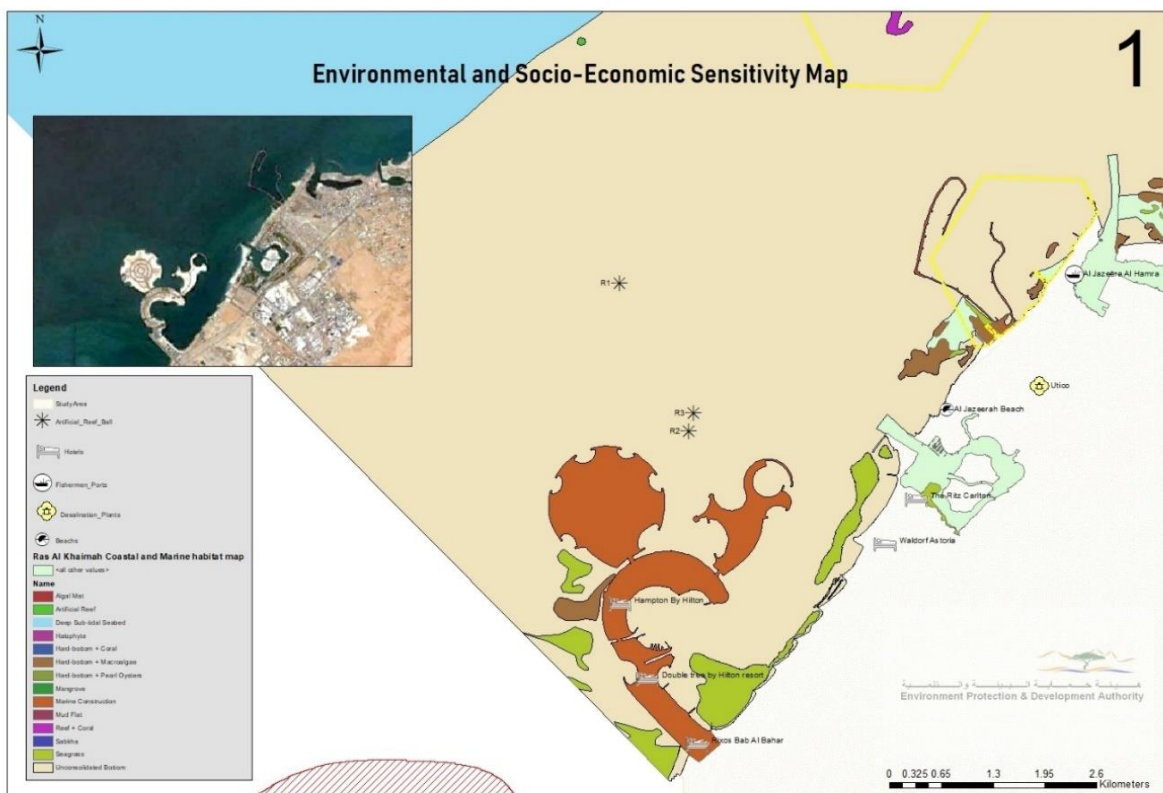 N
Environmental and Socio-Economic Sensitivity Map
1
R1
R3
R2
Al Jazeera Al Hamra
Utico
Al Jazeerah Beach
The Ritz Carlton
Waldorf Astoria
Hampton By Hilton
Double tree by Hilton resort
Rixos Bab Al Bahar
Legend
StudyArea
Artificial_Reef_Ball
Hotels
Fishermen_Ports
Desalination_Plants
Beachs
Ras Al Khaimah Coastal and Marine habitat map
<all other values>
Name
Algal Mat
Artificial Reef
Deep Sub-tidal Seabed
Halophyte
Hard-bottom + Coral
Hard-bottom + Macroalgae
Hard-bottom + Pearl Oysters
Mangrove
Marine Construction
Mud Flat
Reef + Coral
Sabkha
Seagrass
Unconsolidated Bottom
هيئة حماية البيئة والتنمية
Environment Protection & Development Authority
0 0.325 0.65 1.3 1.95 2.6
Kilometers